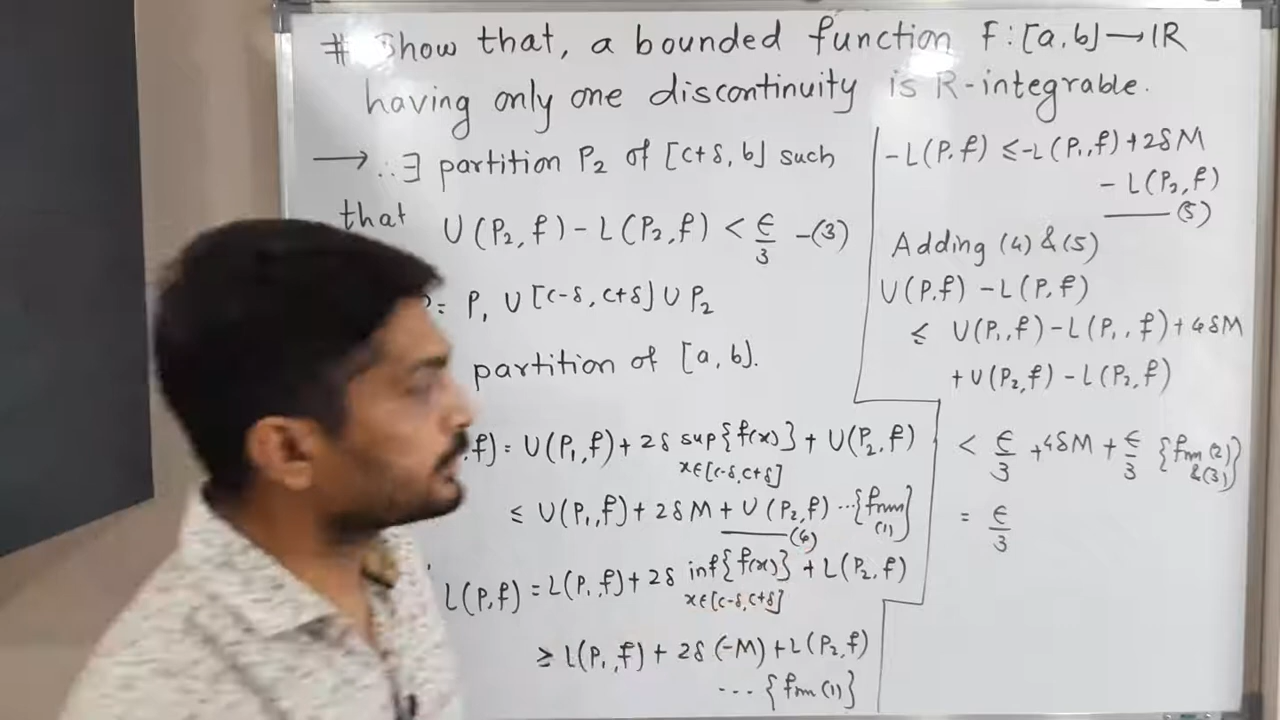 # Show that, a bounded function f:[a,b]→IR
having only one discontinuity is R-integrable.
→ ∴ ∃ partition P₂ of [c+δ, b] such
that U(P₂,f) - L(P₂,f) < ε/3 -(3)
= P₁ ∪ [c-δ, c+δ] ∪ P₂
partition of [a,b].
,f) = U(P₁,f) + 2δ sup{f(x)} + U(P₂,f)
x∈[c-δ,c+δ]
≤ U(P₁,f) + 2δM + U(P₂,f) ...{from (1)}
—(4)
L(P,f) = L(P₁,f) + 2δ inf{f(x)} + L(P₂,f)
x∈[c-δ,c+δ]
≥ L(P₁,f) + 2δ(-M) + L(P₂,f)
... {from (1)}
-L(P.f) ≤ -L(P₁,f) + 2δM
- L(P₂,f)
—(5)
Adding (4) & (5)
U(P.f) - L(P,f)
≤ U(P₁,f) - L(P₁,f) + 4δM
+ U(P₂,f) - L(P₂,f)
< ε/3 + 4δM + ε/3 {from (2) & (3)}
= ε/3